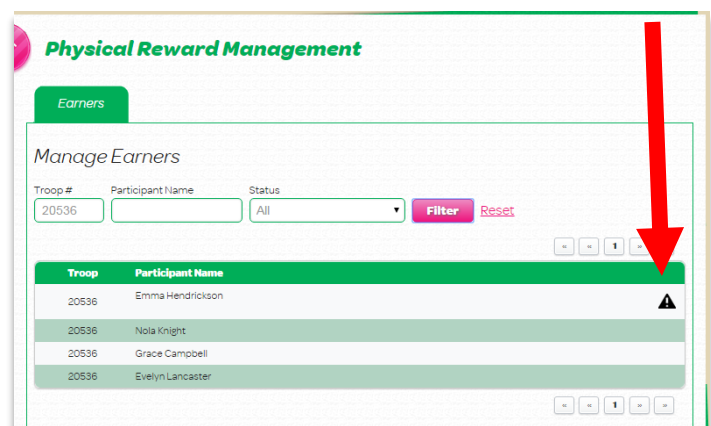 Physical Reward Management
Earners
Manage Earners
Troop # Participant Name Status
20536 All Filter Reset
« « 1 »
Troop Participant Name
20536 Emma Hendrickson
20536 Nola Knight
20536 Grace Campbell
20536 Evelyn Lancaster
« « 1 » »